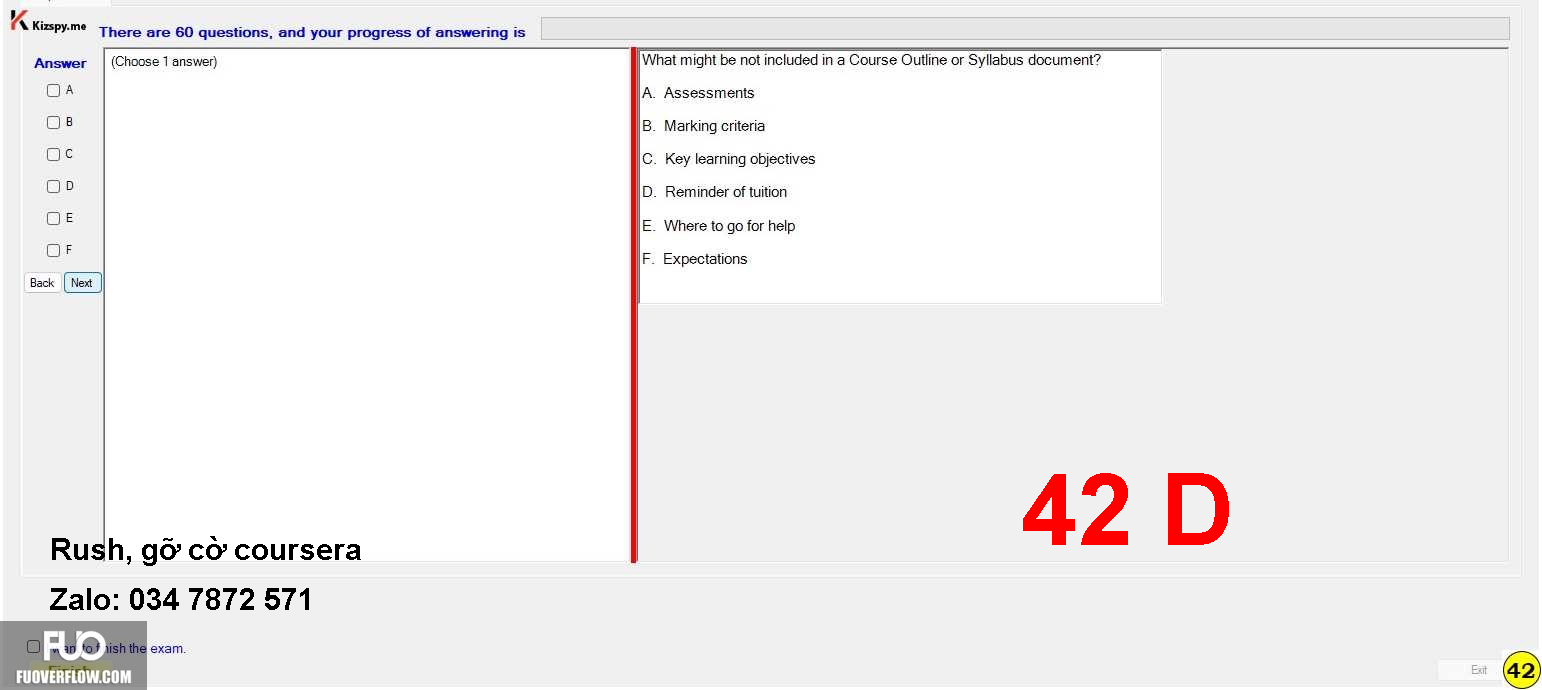 Kizspy.me
There are 60 questions, and your progress of answering is
Answer
(Choose 1 answer)
A
B
C
D
E
F
Back
Next
What might be not included in a Course Outline or Syllabus document?
A. Assessments
B. Marking criteria
C. Key learning objectives
D. Reminder of tuition
E. Where to go for help
F. Expectations
42 D
Rush, gỡ cờ coursera
Zalo: 034 7872 571
FUO
FUOVERFLOW.COM
want to finish the exam.
Finish
Exit
42